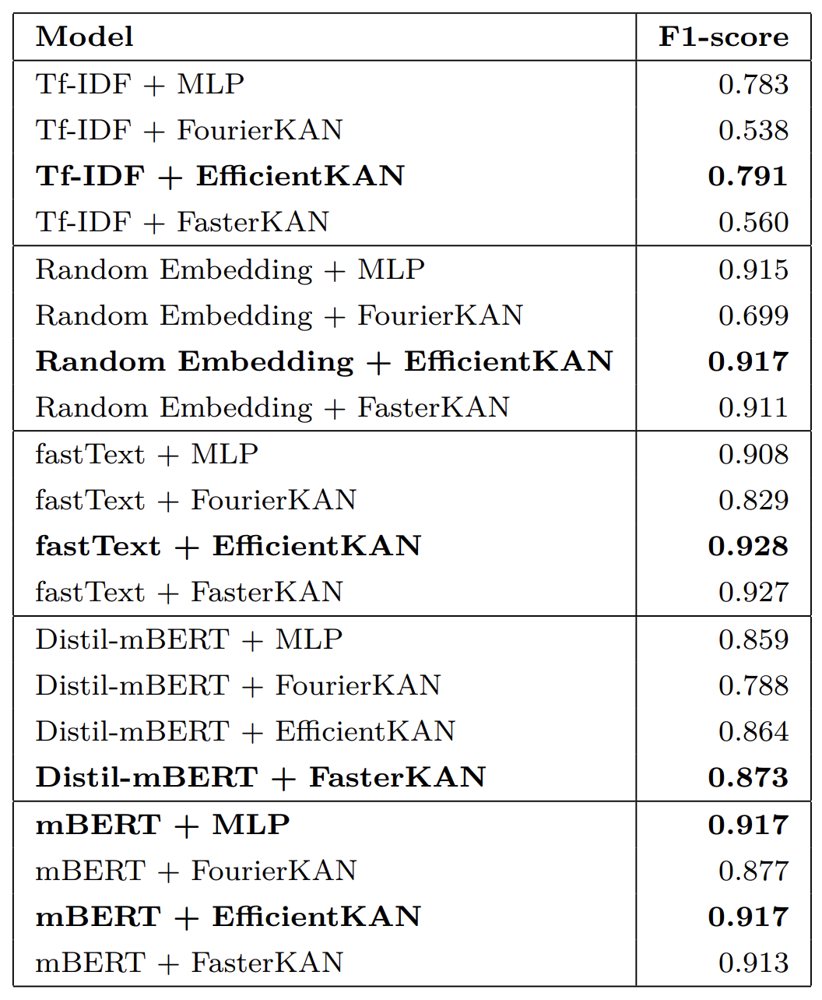 Model F1-score
Tf-IDF + MLP 0.783
Tf-IDF + FourierKAN 0.538
Tf-IDF + EfficientKAN 0.791
Tf-IDF + FasterKAN 0.560
Random Embedding + MLP 0.915
Random Embedding + FourierKAN 0.699
Random Embedding + EfficientKAN 0.917
Random Embedding + FasterKAN 0.911
fastText + MLP 0.908
fastText + FourierKAN 0.829
fastText + EfficientKAN 0.928
fastText + FasterKAN 0.927
Distil-mBERT + MLP 0.859
Distil-mBERT + FourierKAN 0.788
Distil-mBERT + EfficientKAN 0.864
Distil-mBERT + FasterKAN 0.873
mBERT + MLP 0.917
mBERT + FourierKAN 0.877
mBERT + EfficientKAN 0.917
mBERT + FasterKAN 0.913